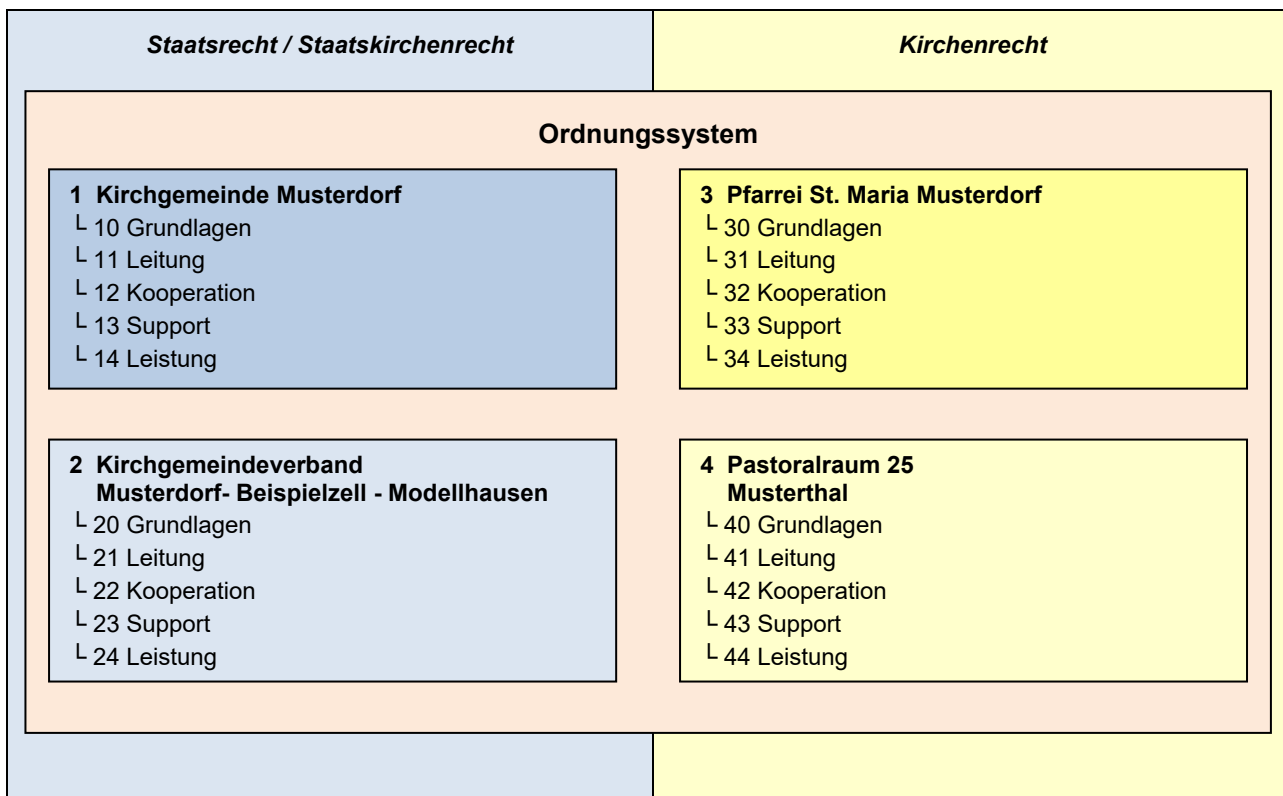 Staatsrecht / Staatskirchenrecht
Kirchenrecht
Ordnungssystem
1 Kirchgemeinde Musterdorf
└ 10 Grundlagen
└ 11 Leitung
└ 12 Kooperation
└ 13 Support
└ 14 Leistung
3 Pfarrei St. Maria Musterdorf
└ 30 Grundlagen
└ 31 Leitung
└ 32 Kooperation
└ 33 Support
└ 34 Leistung
2 Kirchgemeindeverband
Musterdorf- Beispielzell - Modellhausen
└ 20 Grundlagen
└ 21 Leitung
└ 22 Kooperation
└ 23 Support
└ 24 Leistung
4 Pastoralraum 25
Musterthal
└ 40 Grundlagen
└ 41 Leitung
└ 42 Kooperation
└ 43 Support
└ 44 Leistung